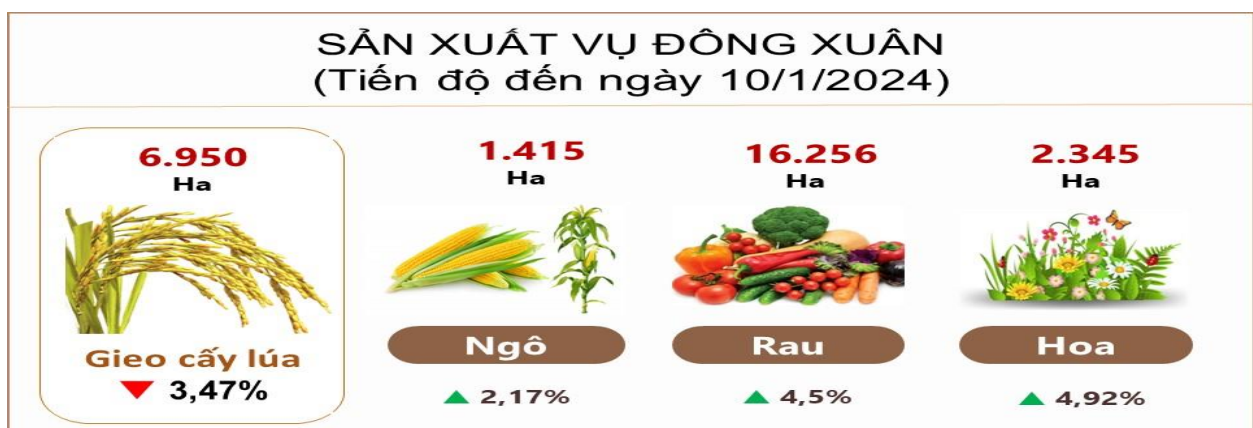 SẢN XUẤT VỤ ĐÔNG XUÂN
(Tiến độ đến ngày 10/1/2024)
6.950
Ha
Gieo cấy lúa
3,47%
1.415
Ha
Ngô
2,17%
16.256
Ha
Rau
4,5%
2.345
Ha
Hoa
4,92%